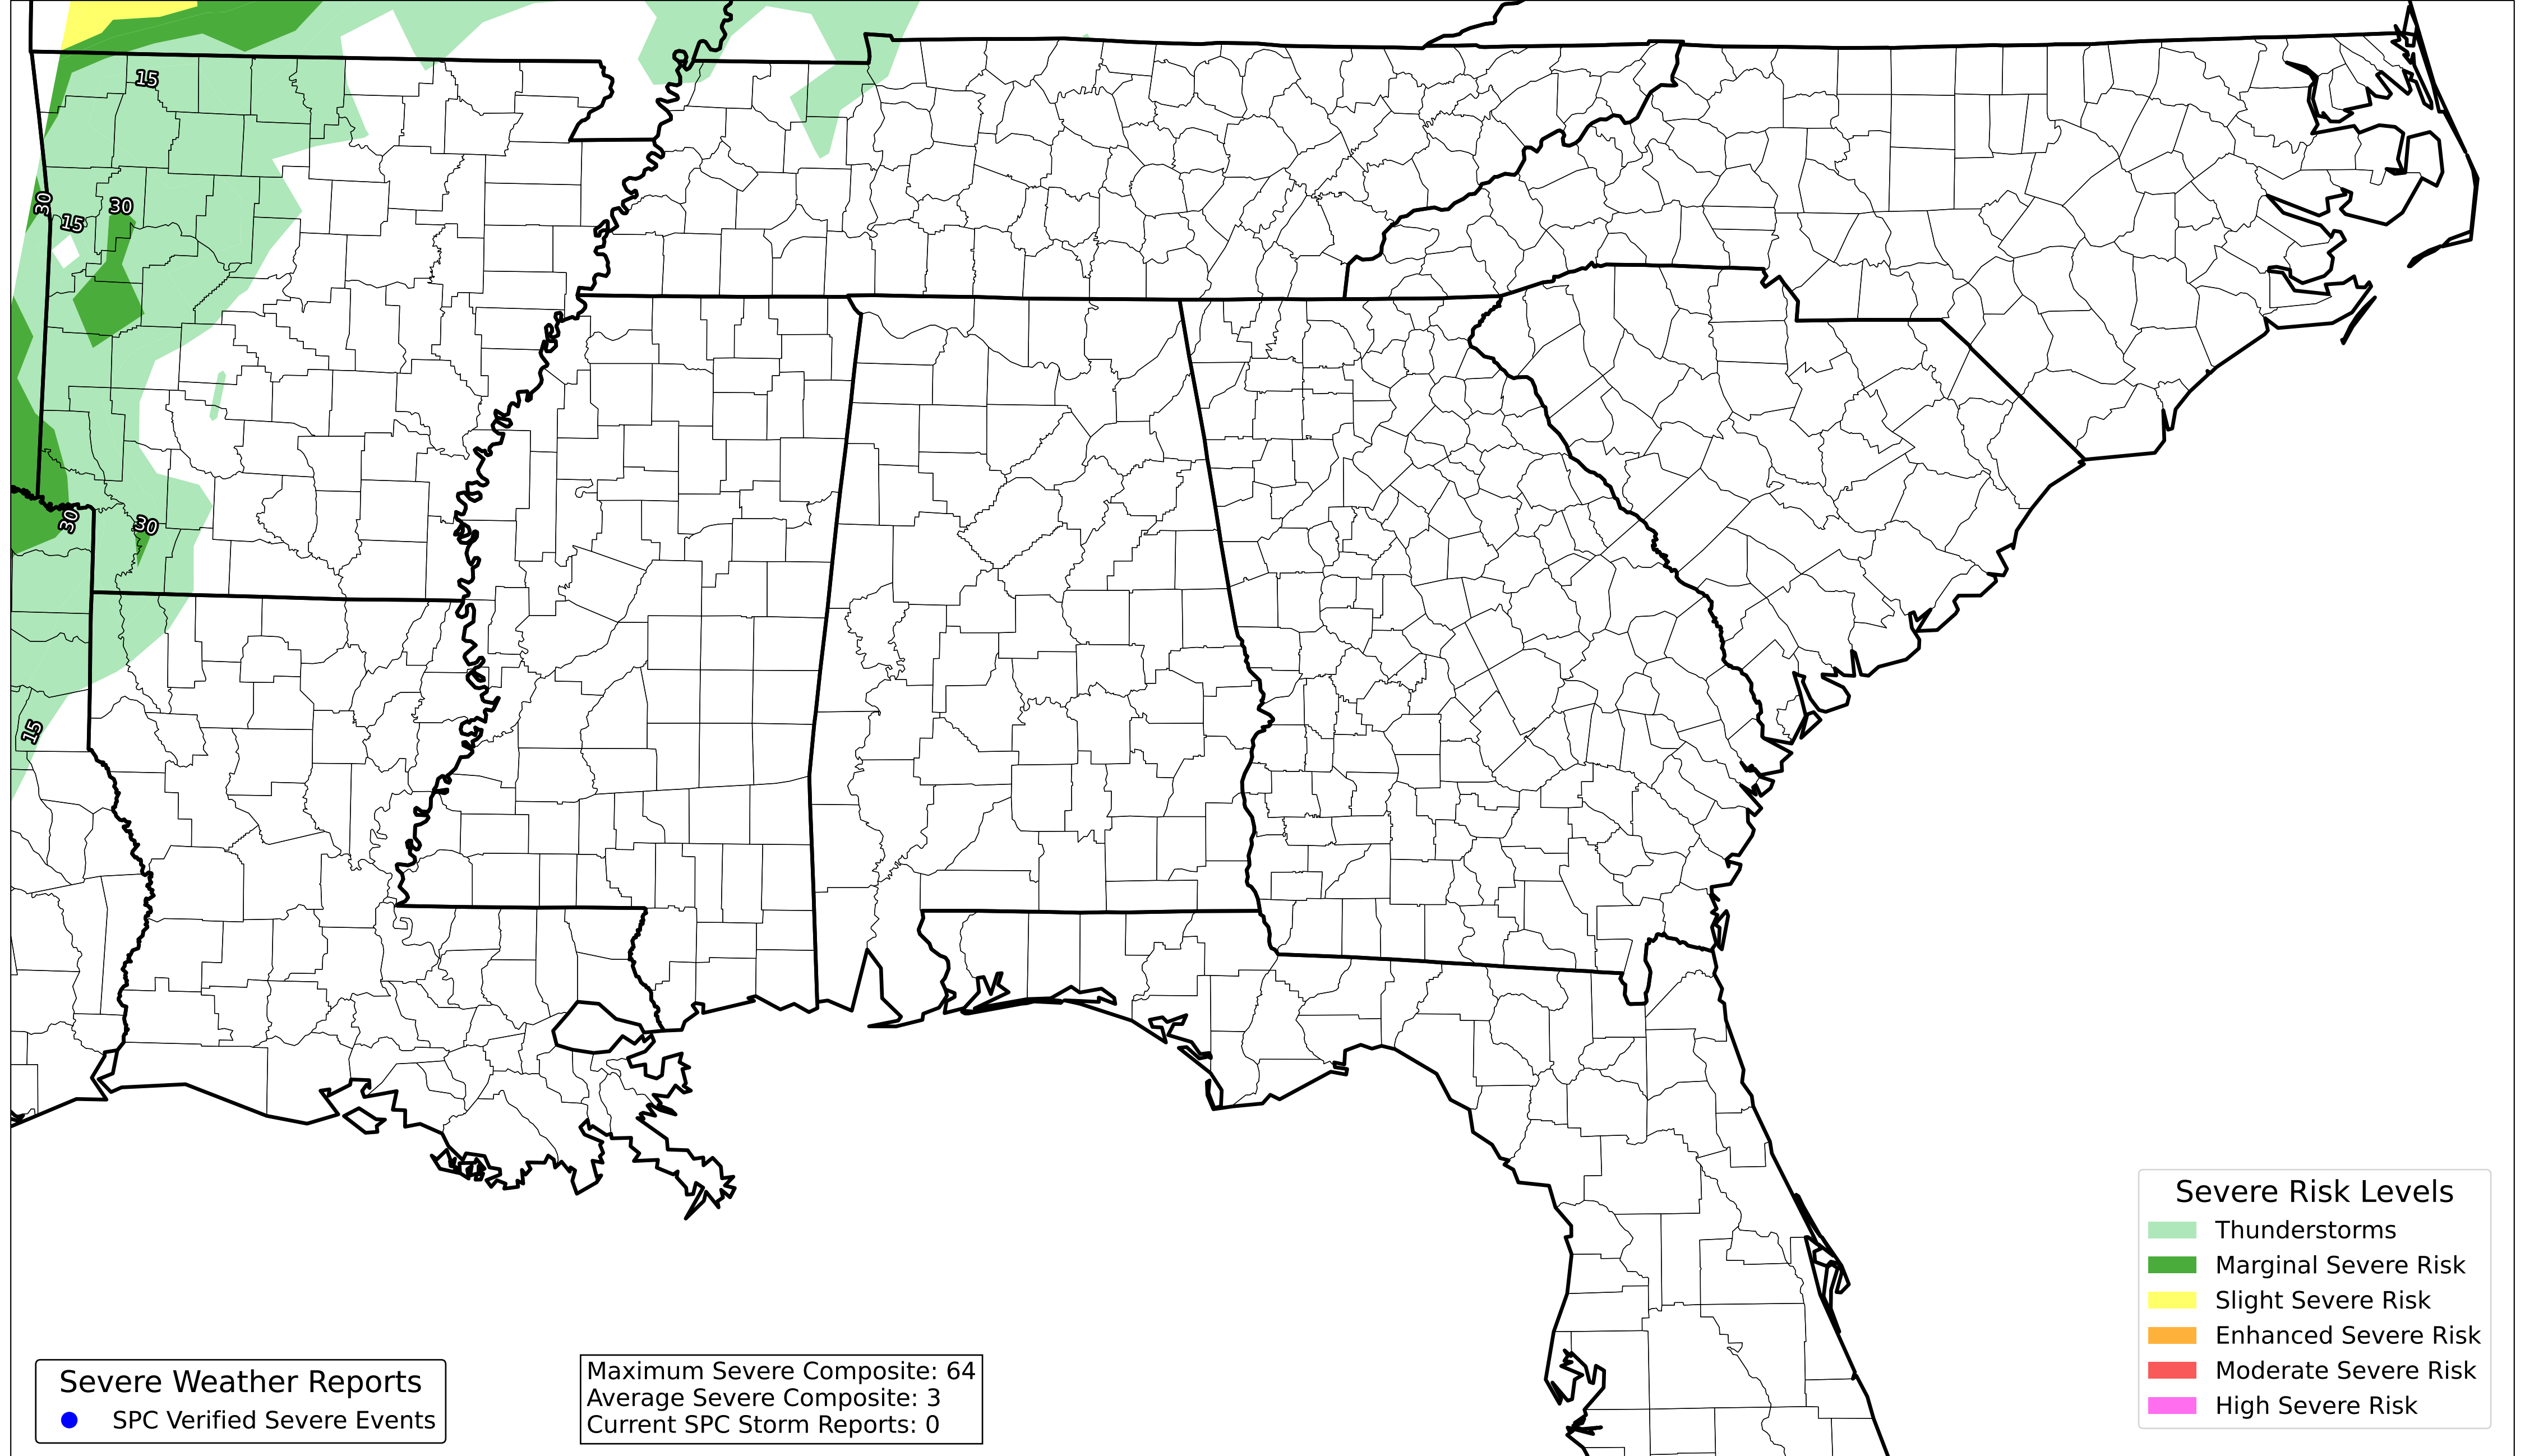 15
30
15
30
30
30
15
Severe Risk Levels
Thunderstorms
Marginal Severe Risk
Slight Severe Risk
Enhanced Severe Risk
Moderate Severe Risk
High Severe Risk
Severe Weather Reports
SPC Verified Severe Events
Maximum Severe Composite: 64
Average Severe Composite: 3
Current SPC Storm Reports: 0